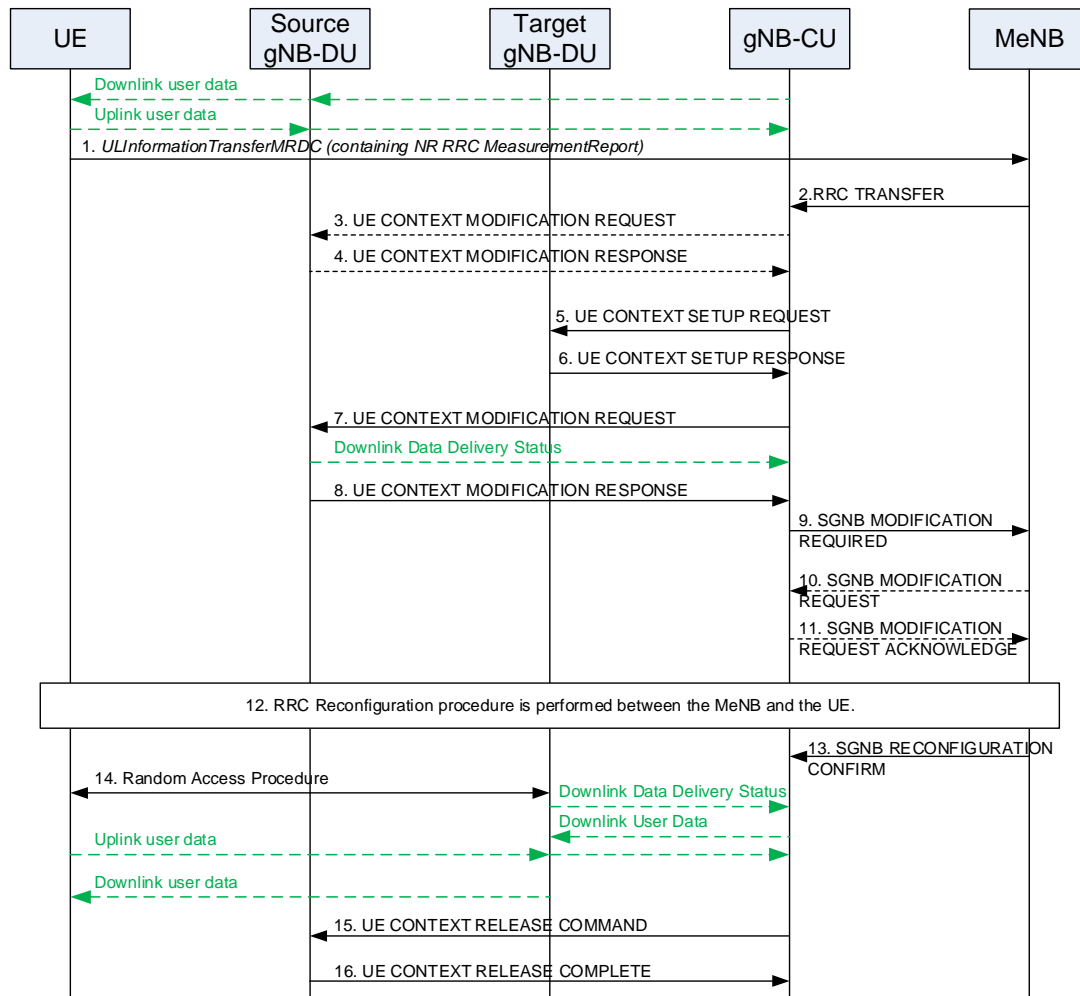 UE
Source
gNB-DU
Target
gNB-DU
gNB-CU
MeNB
Downlink user data
Uplink user data
1. ULInformationTransferMRDC (containing NR RRC MeasurementReport)
2.RRC TRANSFER
3. UE CONTEXT MODIFICATION REQUEST
4. UE CONTEXT MODIFICATION RESPONSE
5. UE CONTEXT SETUP REQUEST
6. UE CONTEXT SETUP RESPONSE
7. UE CONTEXT MODIFICATION REQUEST
Downlink Data Delivery Status
8. UE CONTEXT MODIFICATION RESPONSE
9. SGNB MODIFICATION
REQUIRED
10. SGNB MODIFICATION
REQUEST
11. SGNB MODIFICATION
REQUEST ACKNOWLEDGE
12. RRC Reconfiguration procedure is performed between the MeNB and the UE.
13. SGNB RECONFIGURATION
CONFIRM
14. Random Access Procedure
Downlink Data Delivery Status
Downlink User Data
Uplink user data
Downlink user data
15. UE CONTEXT RELEASE COMMAND
16. UE CONTEXT RELEASE COMPLETE